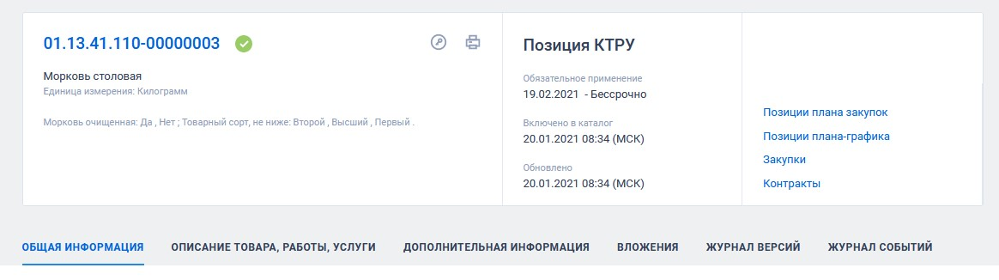 01.13.41.110-00000003
Морковь столовая
Единица измерения: Килограмм
Морковь очищенная: Да , Нет ; Товарный сорт, не ниже: Второй , Высший , Первый .
Позиция КТРУ
Обязательное применение
19.02.2021 - Бессрочно
Включено в каталог
20.01.2021 08:34 (МСК)
Обновлено
20.01.2021 08:34 (МСК)
Позиции плана закупок
Позиции плана-графика
Закупки
Контракты
ОБЩАЯ ИНФОРМАЦИЯ ОПИСАНИЕ ТОВАРА, РАБОТЫ, УСЛУГИ ДОПОЛНИТЕЛЬНАЯ ИНФОРМАЦИЯ ВЛОЖЕНИЯ ЖУРНАЛ ВЕРСИЙ ЖУРНАЛ СОБЫТИЙ